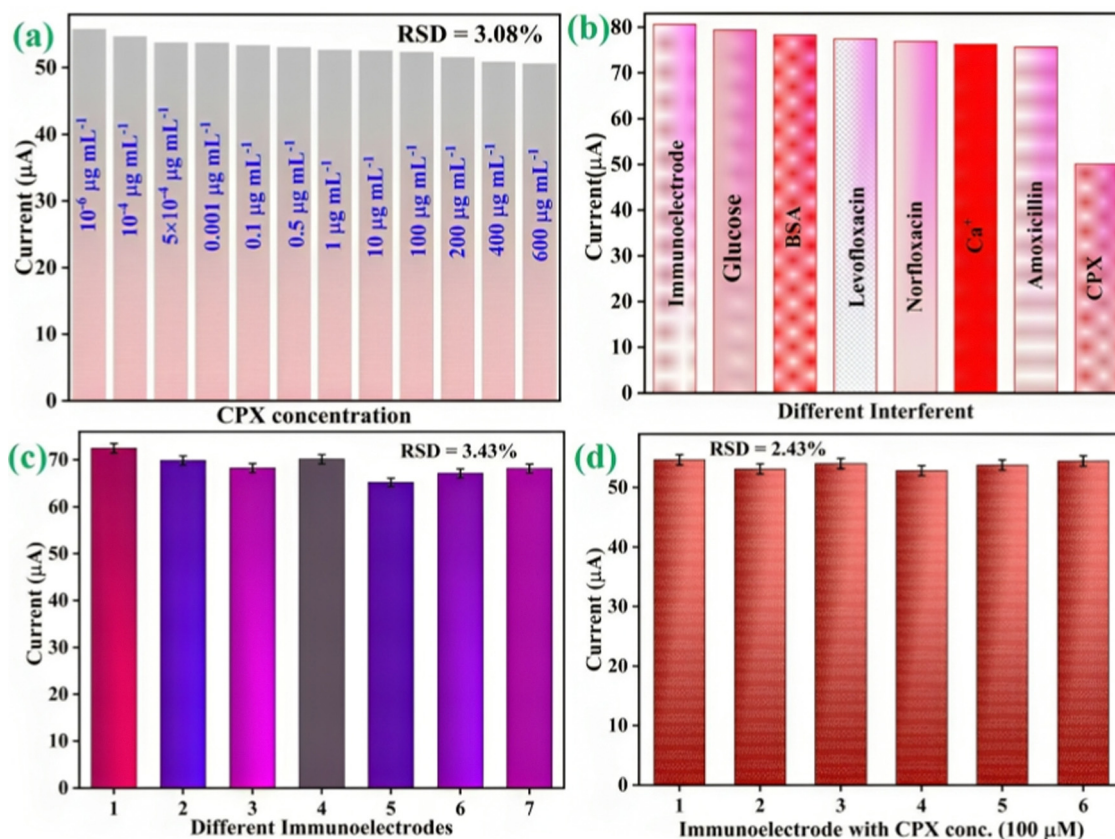 (a)
RSD = 3.08%
Current (μA)
50
40
30
20
10
0
10⁻⁶ μg mL⁻¹
10⁻⁴ μg mL⁻¹
5×10⁻⁴ μg mL⁻¹
0.001 μg mL⁻¹
0.1 μg mL⁻¹
0.5 μg mL⁻¹
1 μg mL⁻¹
10 μg mL⁻¹
100 μg mL⁻¹
200 μg mL⁻¹
400 μg mL⁻¹
600 μg mL⁻¹
CPX concentration
(b)
Current(μA)
80
70
60
50
40
30
20
10
0
Immunoelectrode
Glucose
BSA
Levofloxacin
Norfloxacin
Ca⁺
Amoxicillin
CPX
Different Interferent
(c)
RSD = 3.43%
Current (μA)
70
60
50
40
30
20
10
0
1 2 3 4 5 6 7
Different Immunoelectrodes
(d)
RSD = 2.43%
Current (μA)
50
40
30
20
10
0
1 2 3 4 5 6
Immunoelectrode with CPX conc. (100 μM)